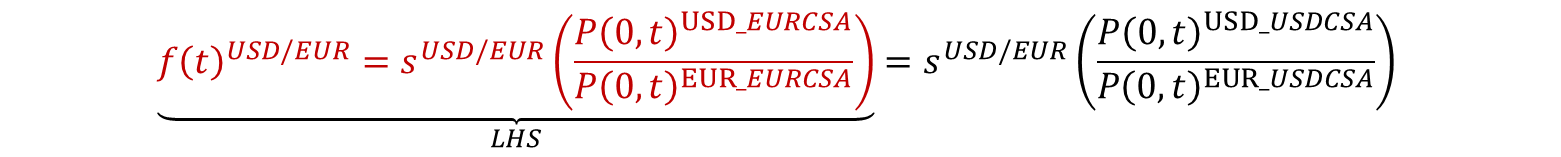 f(t)^{USD/EUR} = s^{USD/EUR} (P(0,t)^{USD_EURCSA} / P(0,t)^{EUR_EURCSA}) = s^{USD/EUR} (P(0,t)^{USD_USDCSA} / P(0,t)^{EUR_USDCSA})
LHS